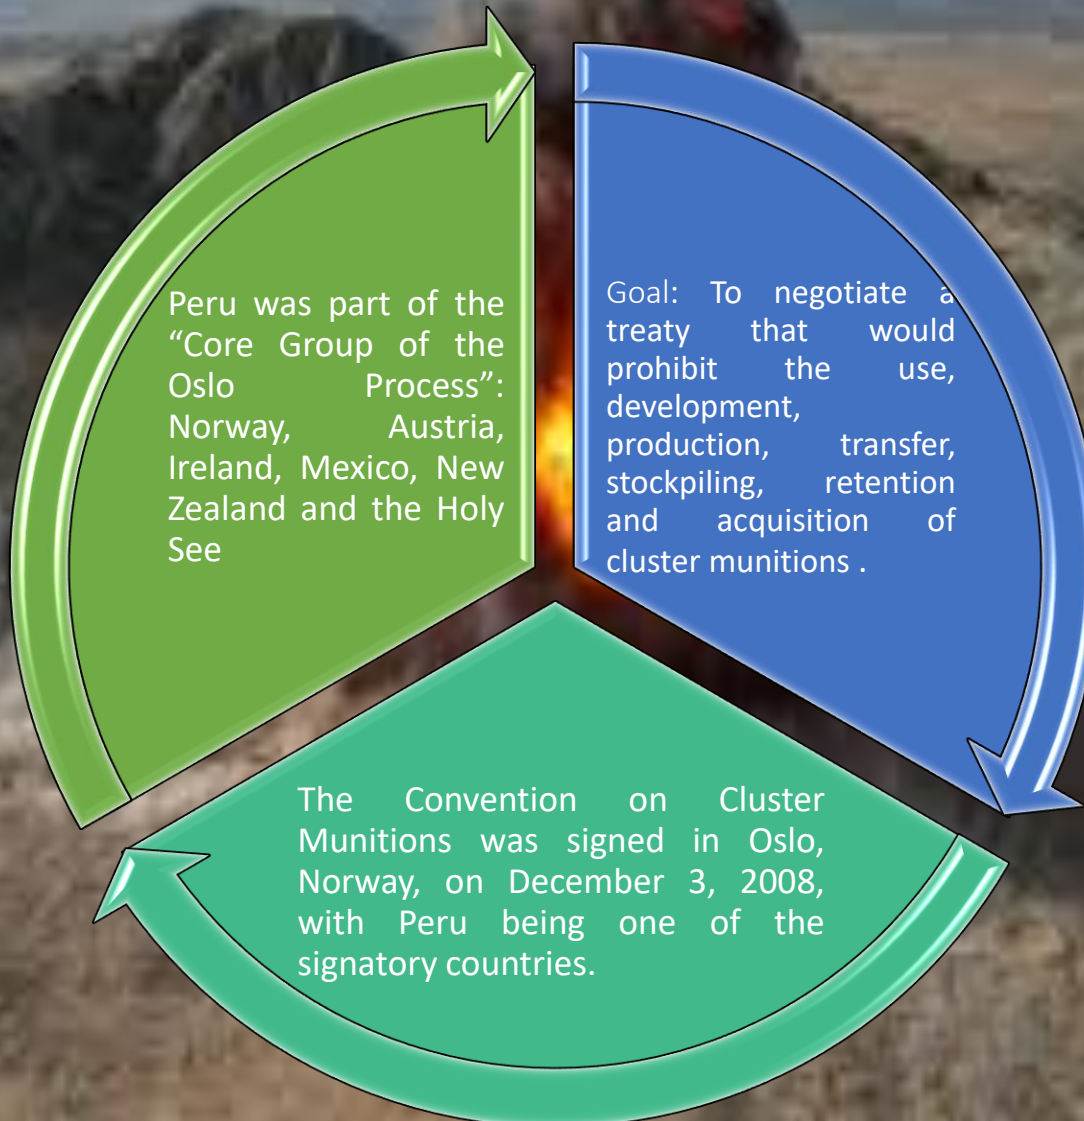 Peru was part of the
“Core Group of the
Oslo Process”:
Norway, Austria,
Ireland, Mexico, New
Zealand and the Holy
See
Goal: To negotiate a
treaty that would
prohibit the use,
development,
production, transfer,
stockpiling, retention
and acquisition of
cluster munitions .
The Convention on Cluster
Munitions was signed in Oslo,
Norway, on December 3, 2008,
with Peru being one of the
signatory countries.